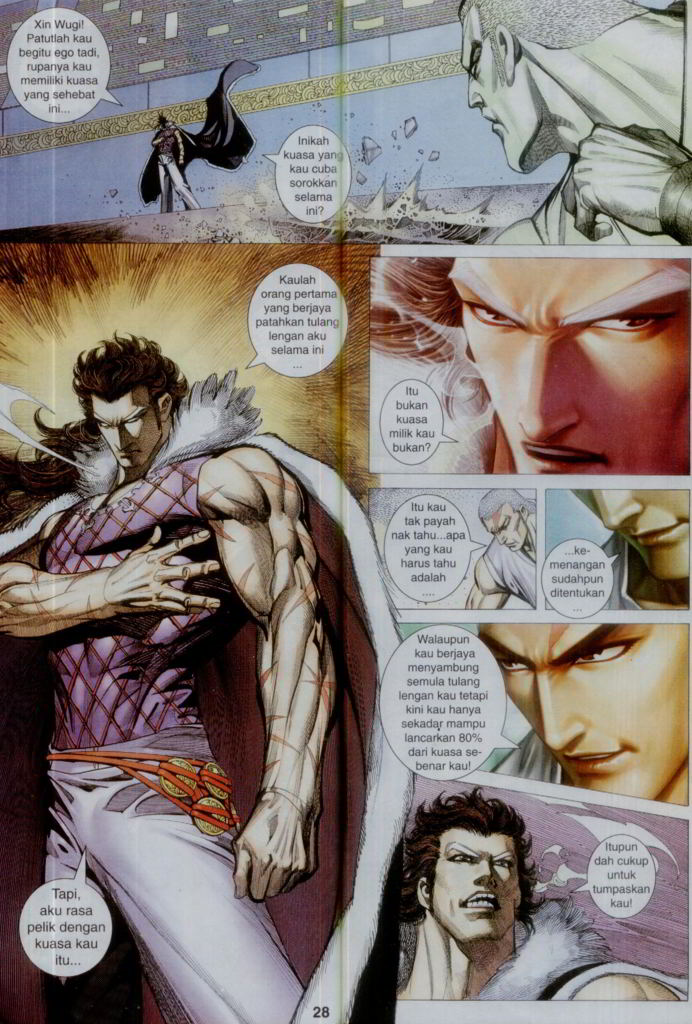 Xin Wugi!
Patutlah kau
begitu ego tadi,
rupanya kau
memiliki kuasa
yang sehebat
ini...
Inikah
kuasa yang
kau cuba
sorokkan
selama
ini?
Kaulah
orang pertama
yang berjaya
patahkan tulang
lengan aku
selama ini
...
Itu
bukan
kuasa
milik kau
bukan?
Itu kau
tak payah
nak tahu...apa
yang kau
harus tahu
adalah
....
...ke-
menangan
sudahpun
ditentukan
...
Walaupun
kau berjaya
menyambung
semula tulang
lengan kau tetapi
kini kau hanya
sekadar mampu
lancarkan 80%
dari kuasa se-
benar kau!
Itupun
dah cukup
untuk
tumpaskan
kau!
Tapi,
aku rasa
pelik dengan
kuasa kau
itu...
28